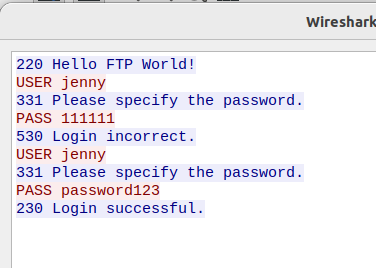 Wireshark
220 Hello FTP World!
USER jenny
331 Please specify the password.
PASS 111111
530 Login incorrect.
USER jenny
331 Please specify the password.
PASS password123
230 Login successful.